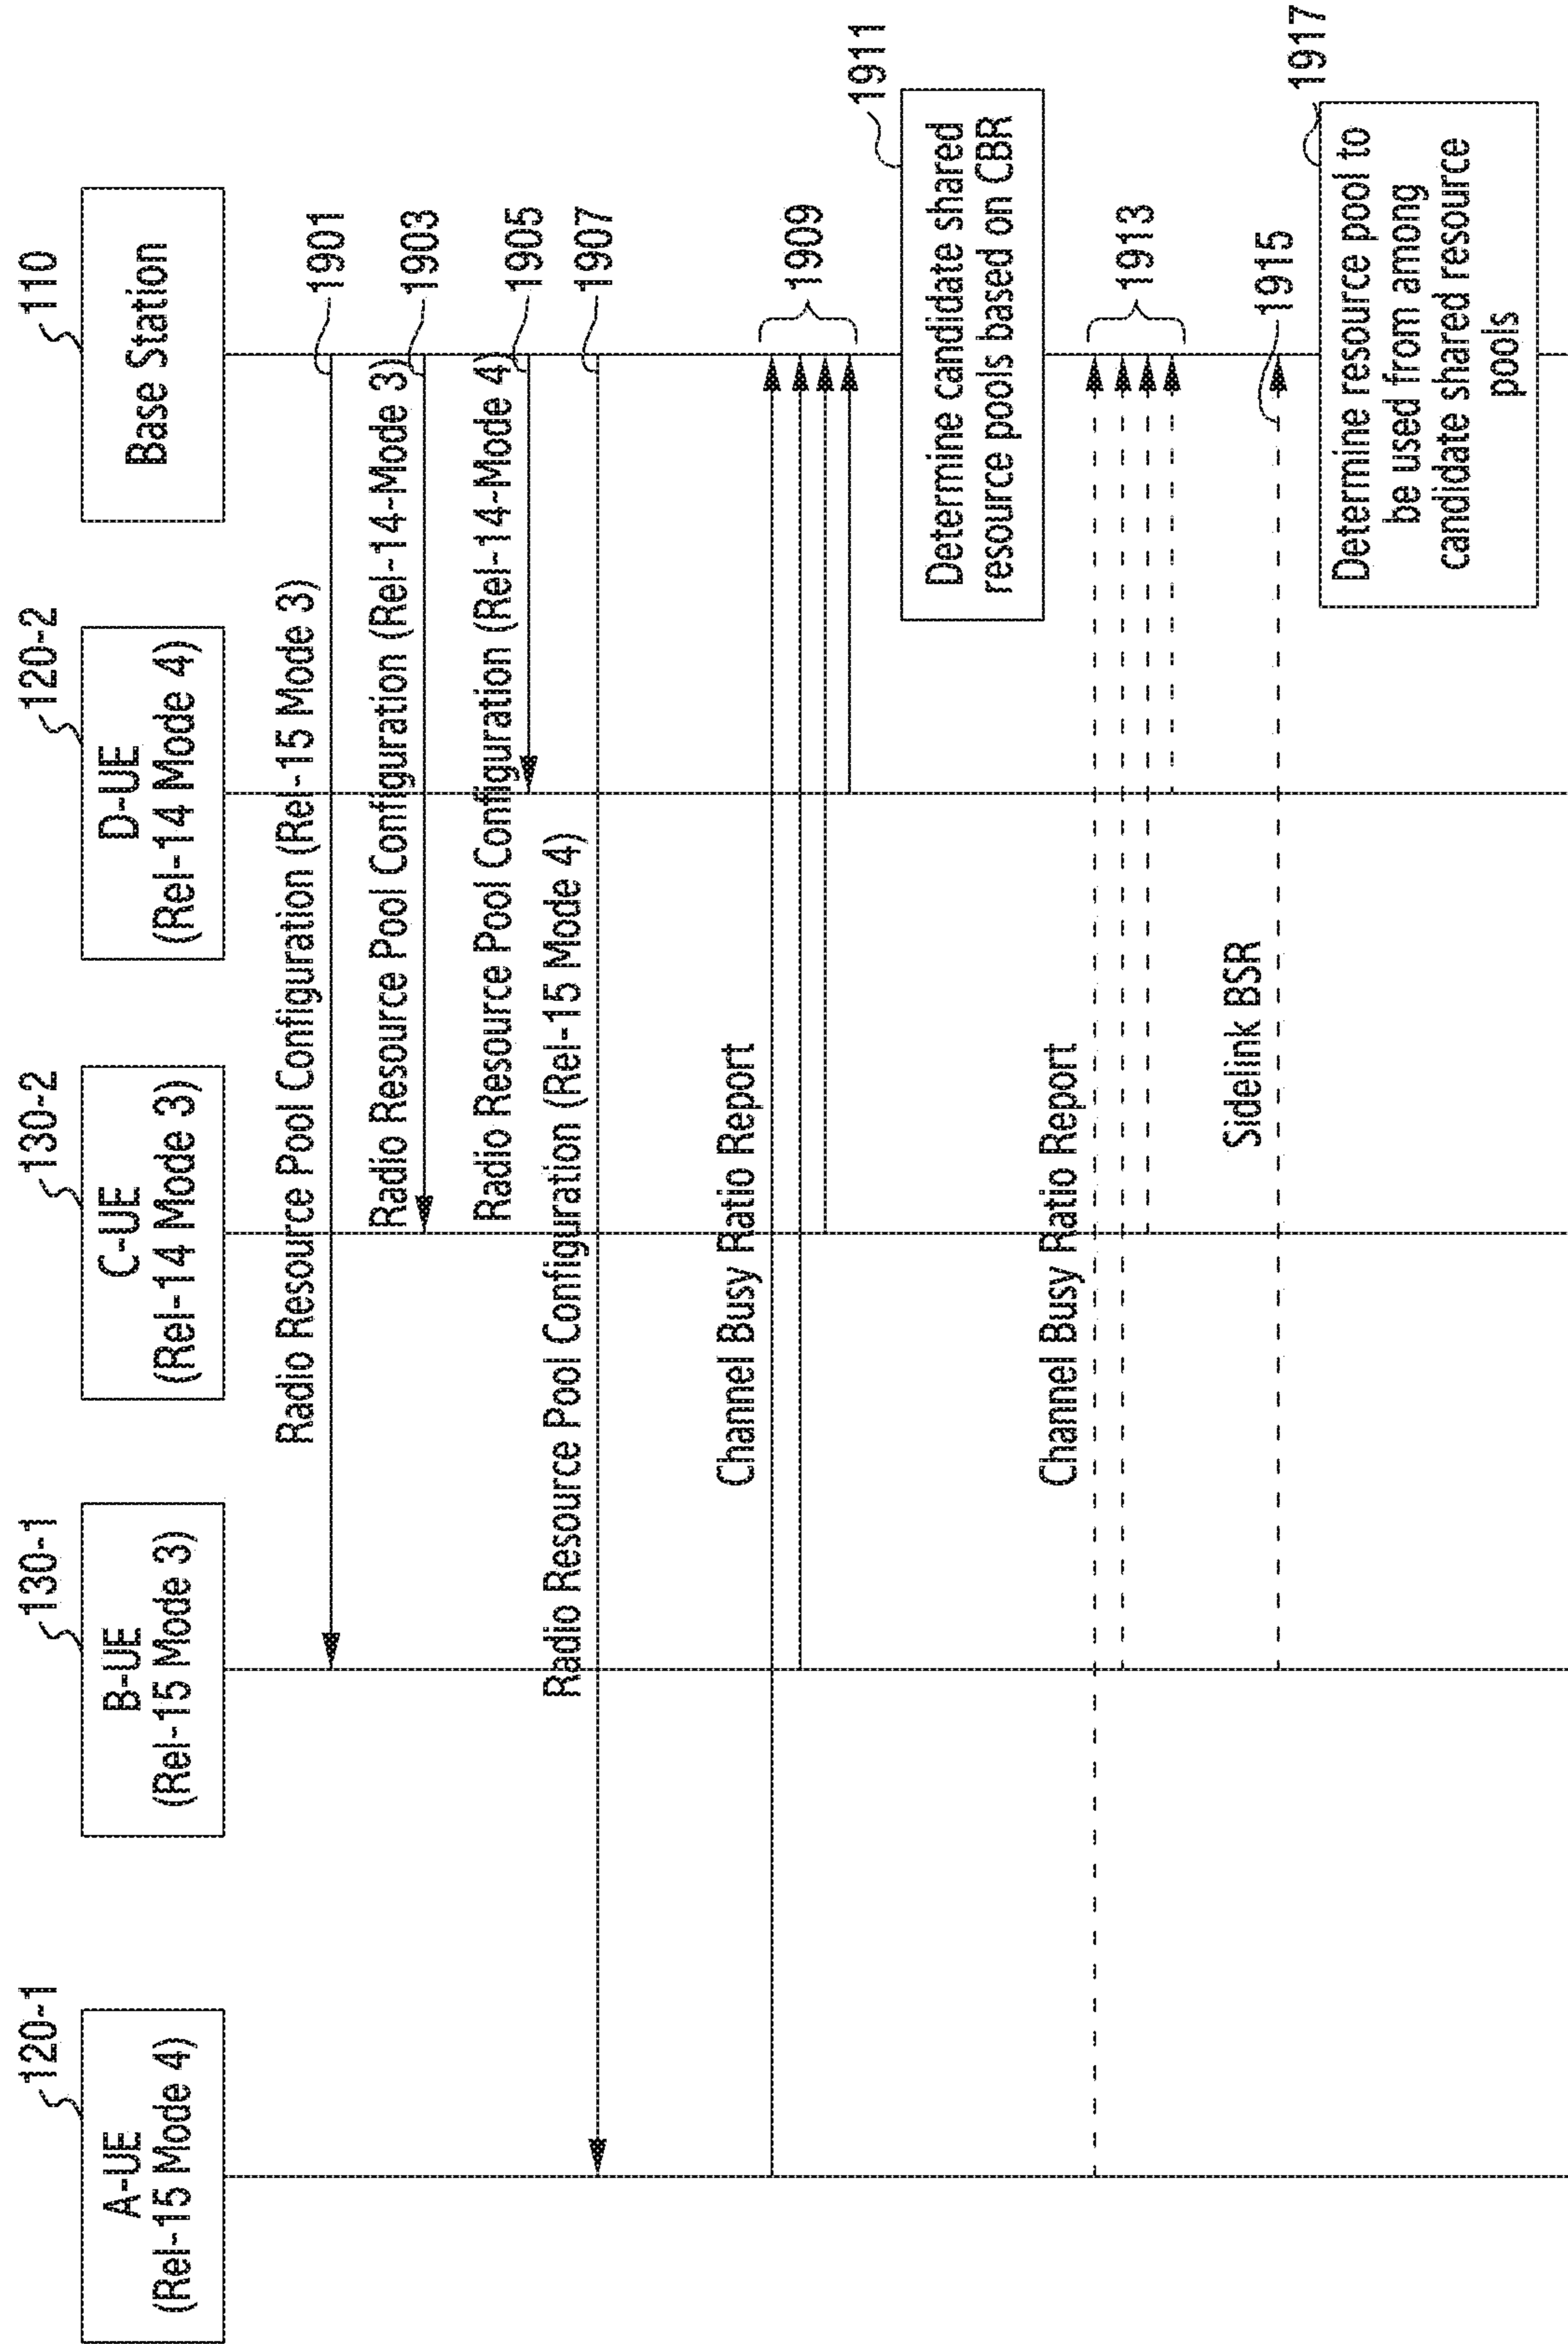 120-1
A-UE
(Rel-15 Mode 4)
130-1
B-UE
(Rel-15 Mode 3)
130-2
C-UE
(Rel-14 Mode 3)
120-2
D-UE
(Rel-14 Mode 4)
110
Base Station
Radio Resource Pool Configuration (Rel-15 Mode 3)
1901
Radio Resource Pool Configuration (Rel-14-Mode 3)
1903
Radio Resource Pool Configuration (Rel-14-Mode 4)
1905
Radio Resource Pool Configuration (Rel-15 Mode 4)
1907
Channel Busy Ratio Report
1909
1911
Determine candidate shared
resource pools based on CBR
Channel Busy Ratio Report
1913
Sidelink BSR
1915
1917
Determine resource pool to
be used from among
candidate shared resource
pools